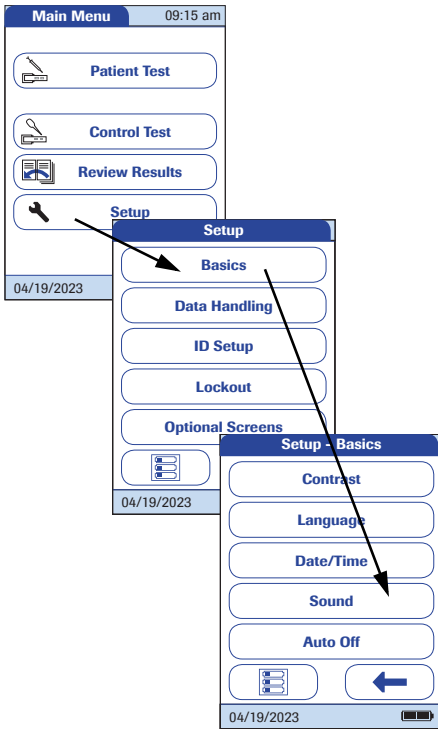 Main Menu 09:15 am
Patient Test
Control Test
Review Results
Setup
04/19/2023
Setup
Basics
Data Handling
ID Setup
Lockout
Optional Screens
04/19/2023
Setup - Basics
Contrast
Language
Date/Time
Sound
Auto Off
04/19/2023